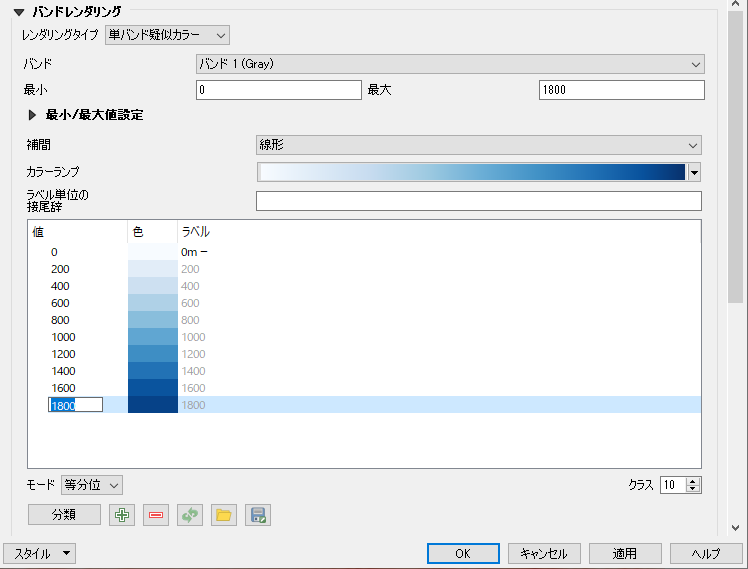 バンドレンダリング
レンダリングタイプ 単バンド疑似カラー
バンド バンド 1 (Gray)
最小 0 最大 1800
最小/最大値設定
補間 線形
カラーランプ
ラベル単位の
接尾辞
値 色 ラベル
0 0m −
200 200
400 400
600 600
800 800
1000 1000
1200 1200
1400 1400
1600 1600
1800 1800
モード 等分位 クラス 10
分類
スタイル OK キャンセル 適用 ヘルプ